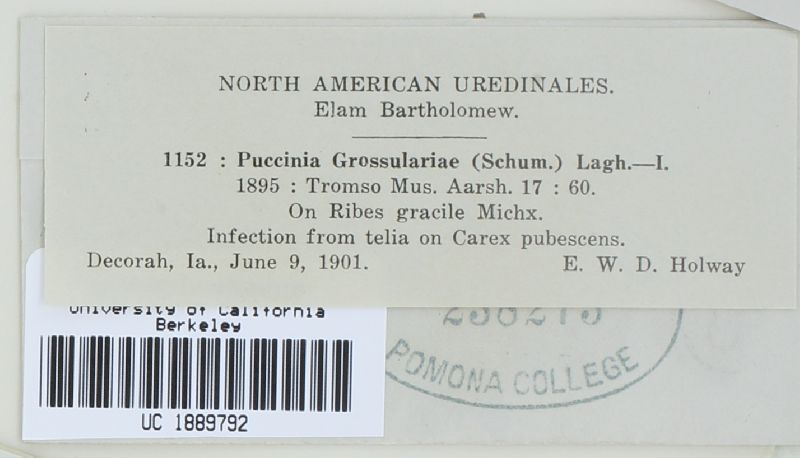 NORTH AMERICAN UREDINALES.
Elam Bartholomew.
1152 : Puccinia Grossulariae (Schum.) Lagh.—I.
1895 : Tromso Mus. Aarsh. 17 : 60.
On Ribes gracile Michx.
Infection from telia on Carex pubescens.
Decorah, Ia., June 9, 1901. E. W. D. Holway
University of California
Berkeley
UC 1889792
POMONA COLLEGE